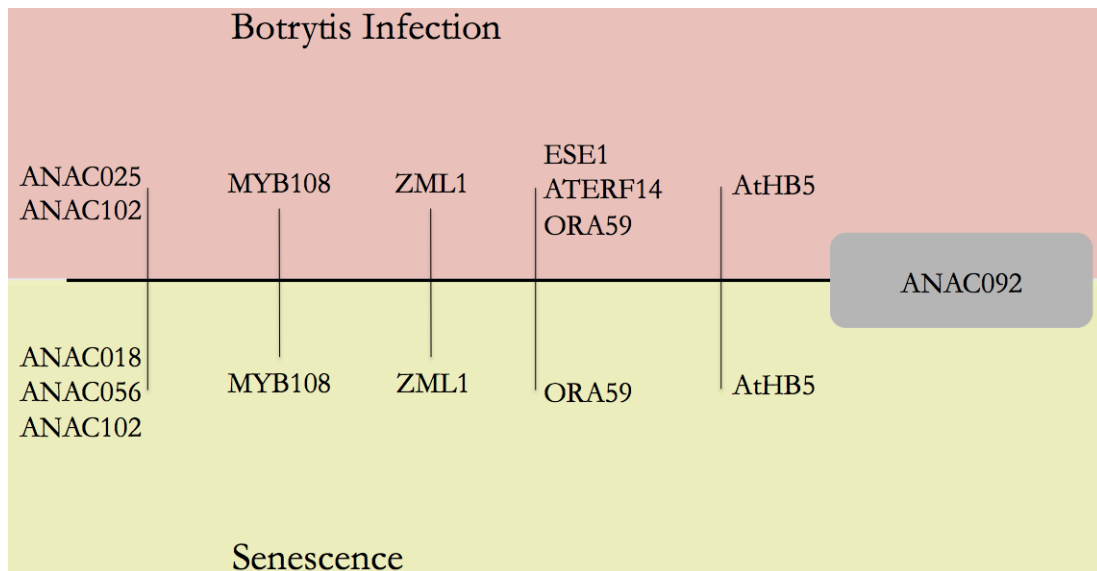 Botrytis Infection
ANAC025
ANAC102
MYB108
ZML1
ESE1
ATERF14
ORA59
AtHB5
ANAC092
ANAC018
ANAC056
ANAC102
MYB108
ZML1
ORA59
AtHB5
Senescence